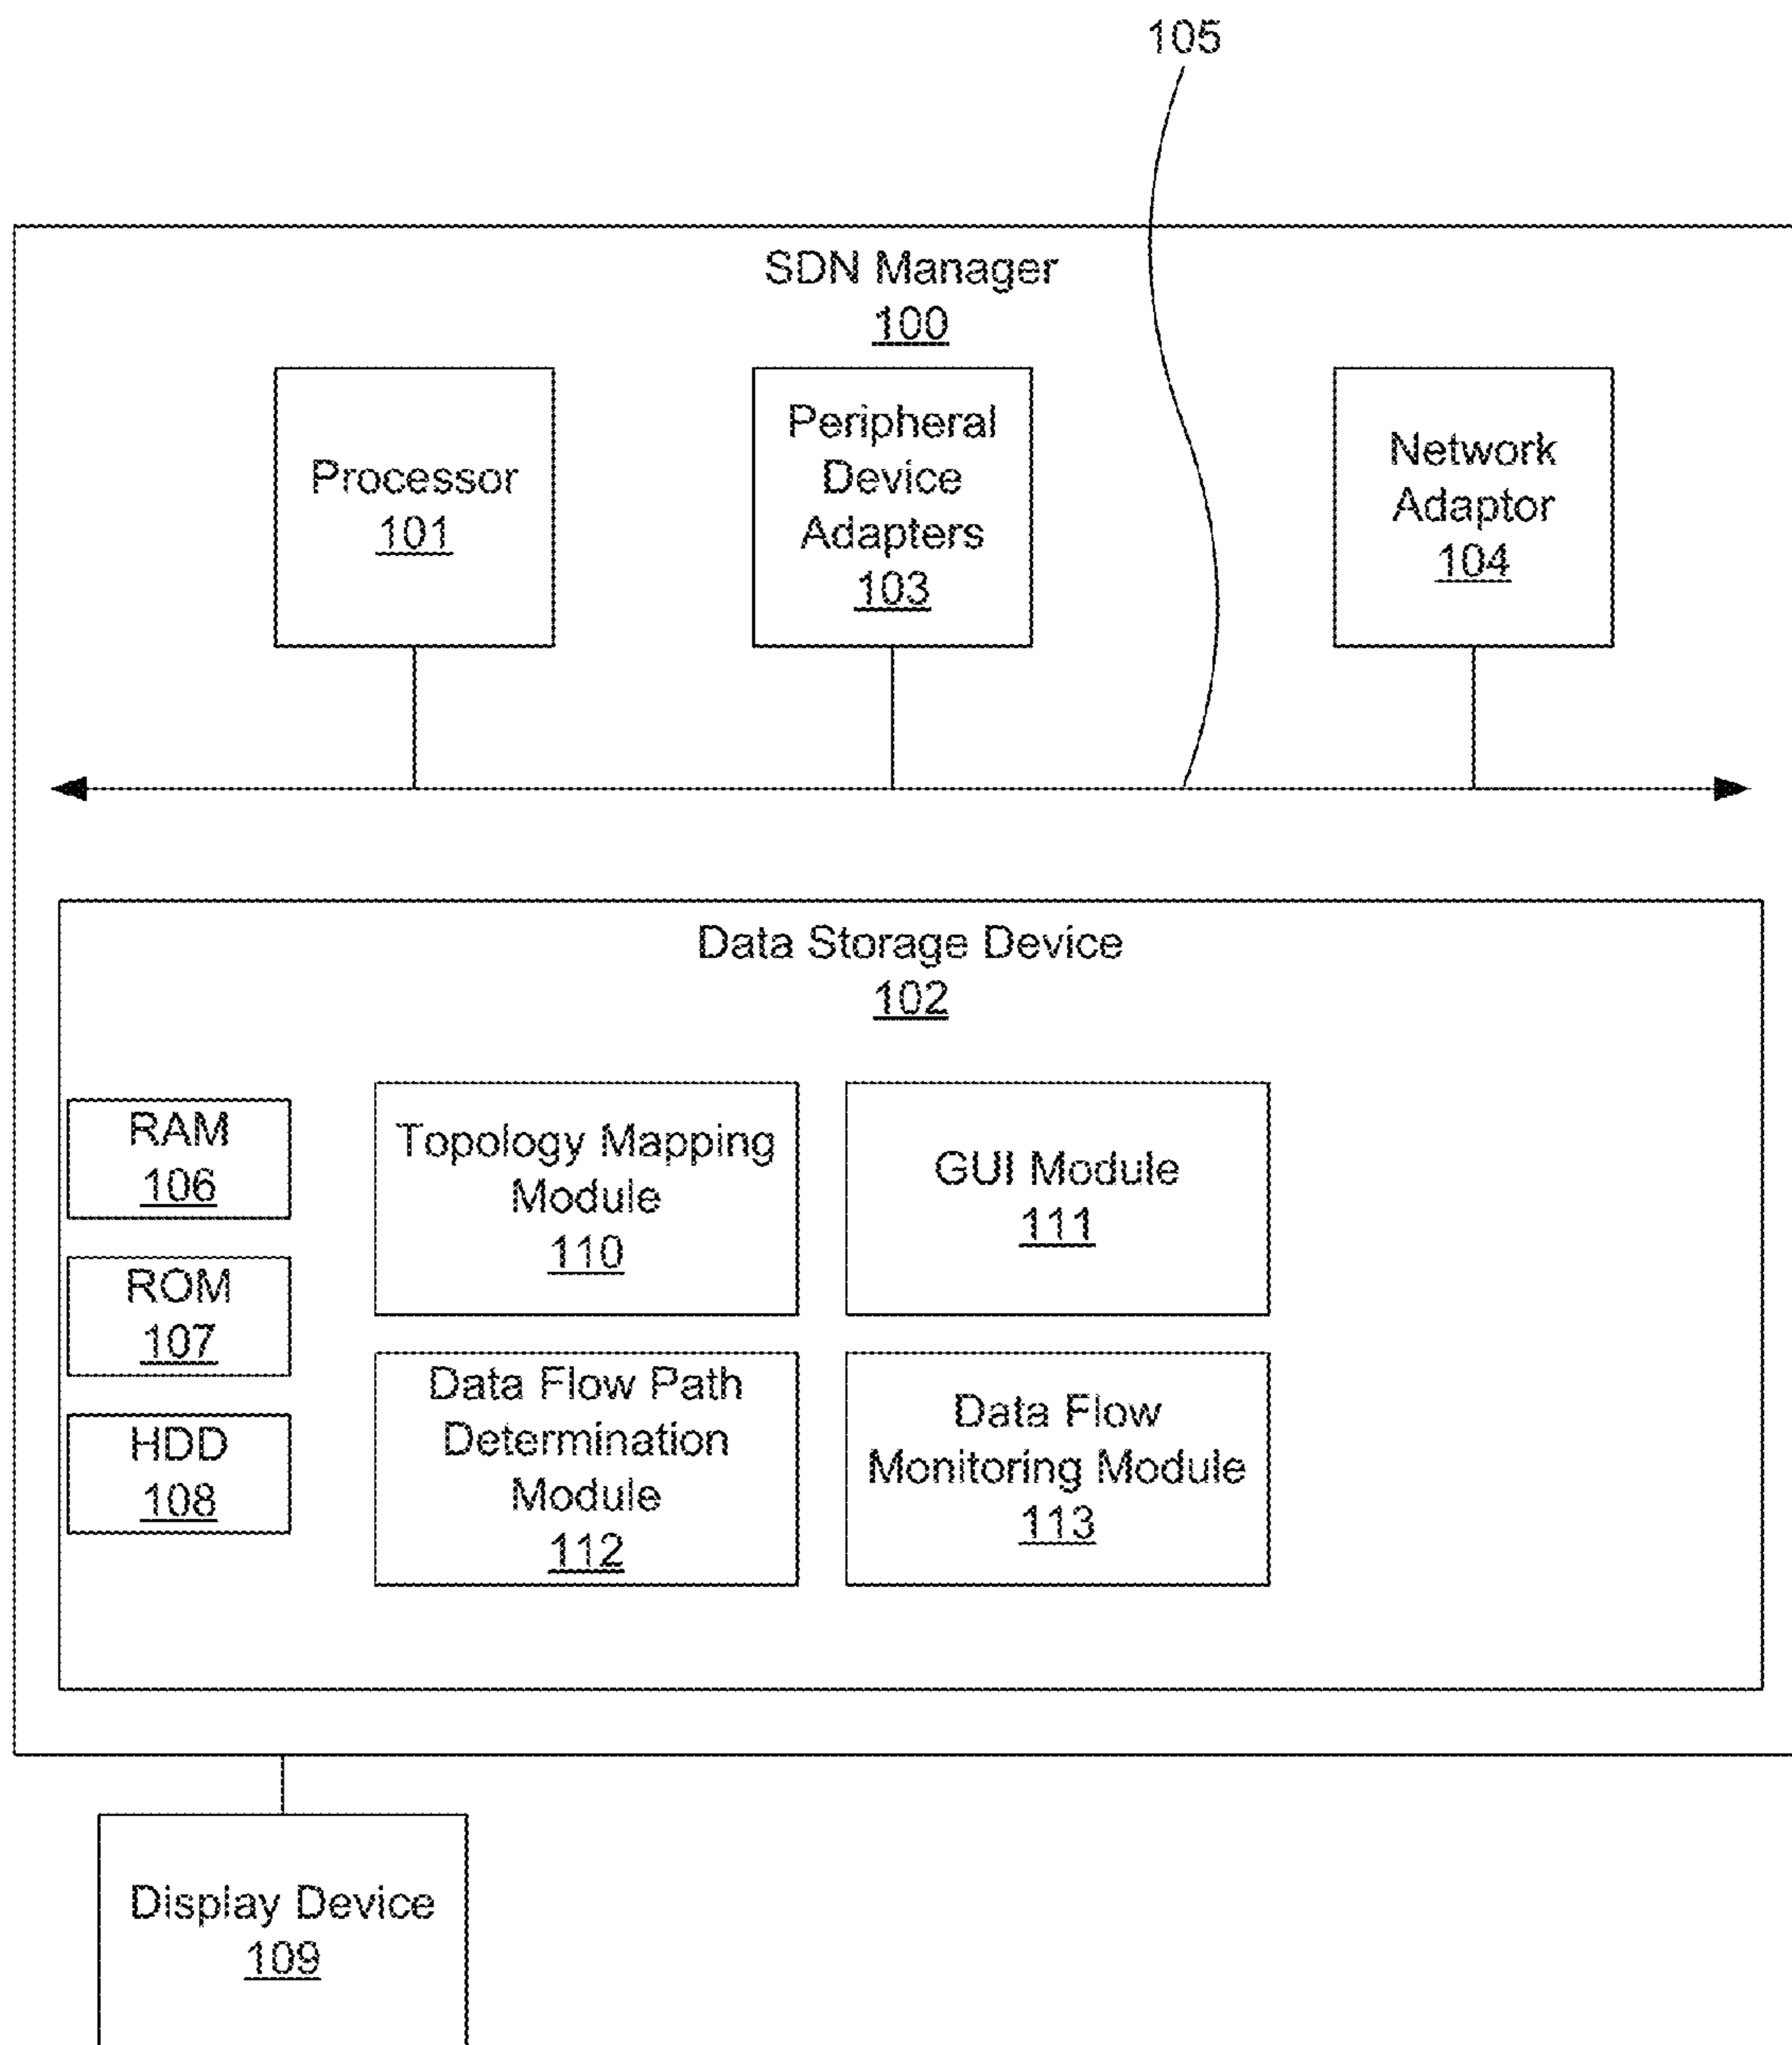 105
SDN Manager
100
Processor
101
Peripheral
Device
Adapters
103
Network
Adaptor
104
Data Storage Device
102
RAM
106
ROM
107
HDD
108
Topology Mapping
Module
110
GUI Module
111
Data Flow Path
Determination
Module
112
Data Flow
Monitoring Module
113
Display Device
109